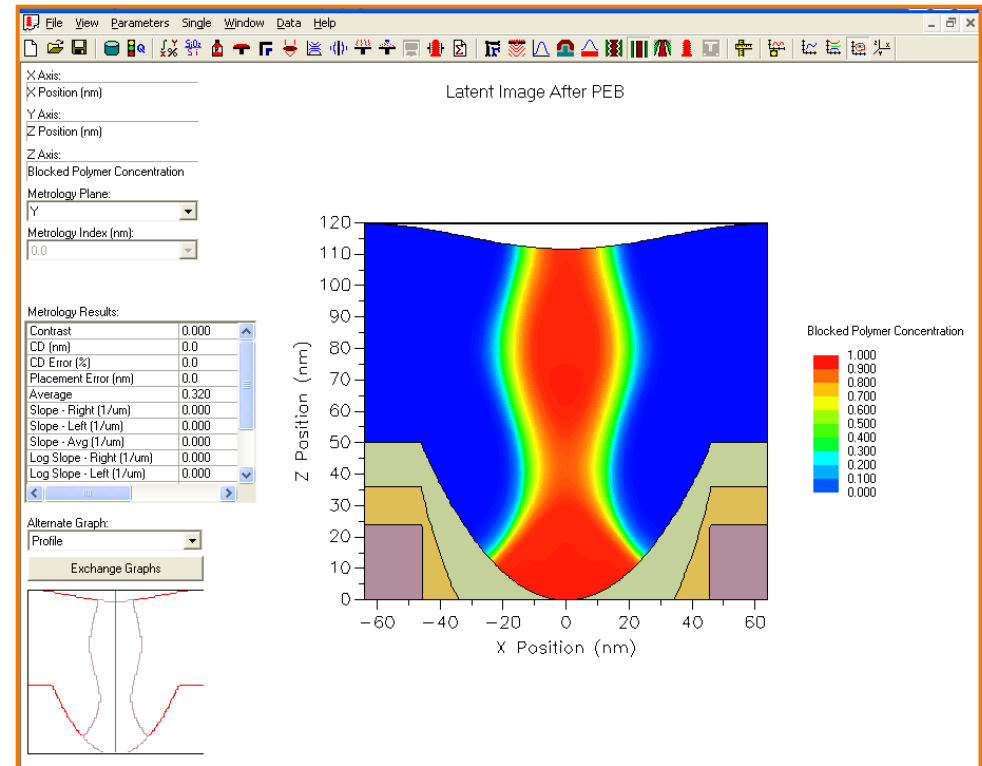 File View Parameters Single Window Data Help
X Axis:
X Position (nm)
Y Axis:
Z Position (nm)
Z Axis:
Blocked Polymer Concentration
Metrology Plane:
Y
Metrology Index (nm):
0.0
Metrology Results:
Contrast 0.000
CD (nm) 0.0
CD Error (%) 0.0
Placement Error (nm) 0.0
Average 0.320
Slope - Right (1/um) 0.000
Slope - Left (1/um) 0.000
Slope - Avg (1/um) 0.000
Log Slope - Right (1/um) 0.000
Log Slope - Left (1/um) 0.000
Alternate Graph:
Profile
Exchange Graphs
Latent Image After PEB
Z Position (nm)
120
110
100
90
80
70
60
50
40
30
20
10
0
-60 -40 -20 0 20 40 60
X Position (nm)
Blocked Polymer Concentration
1.000
0.900
0.800
0.700
0.600
0.500
0.400
0.300
0.200
0.100
0.000